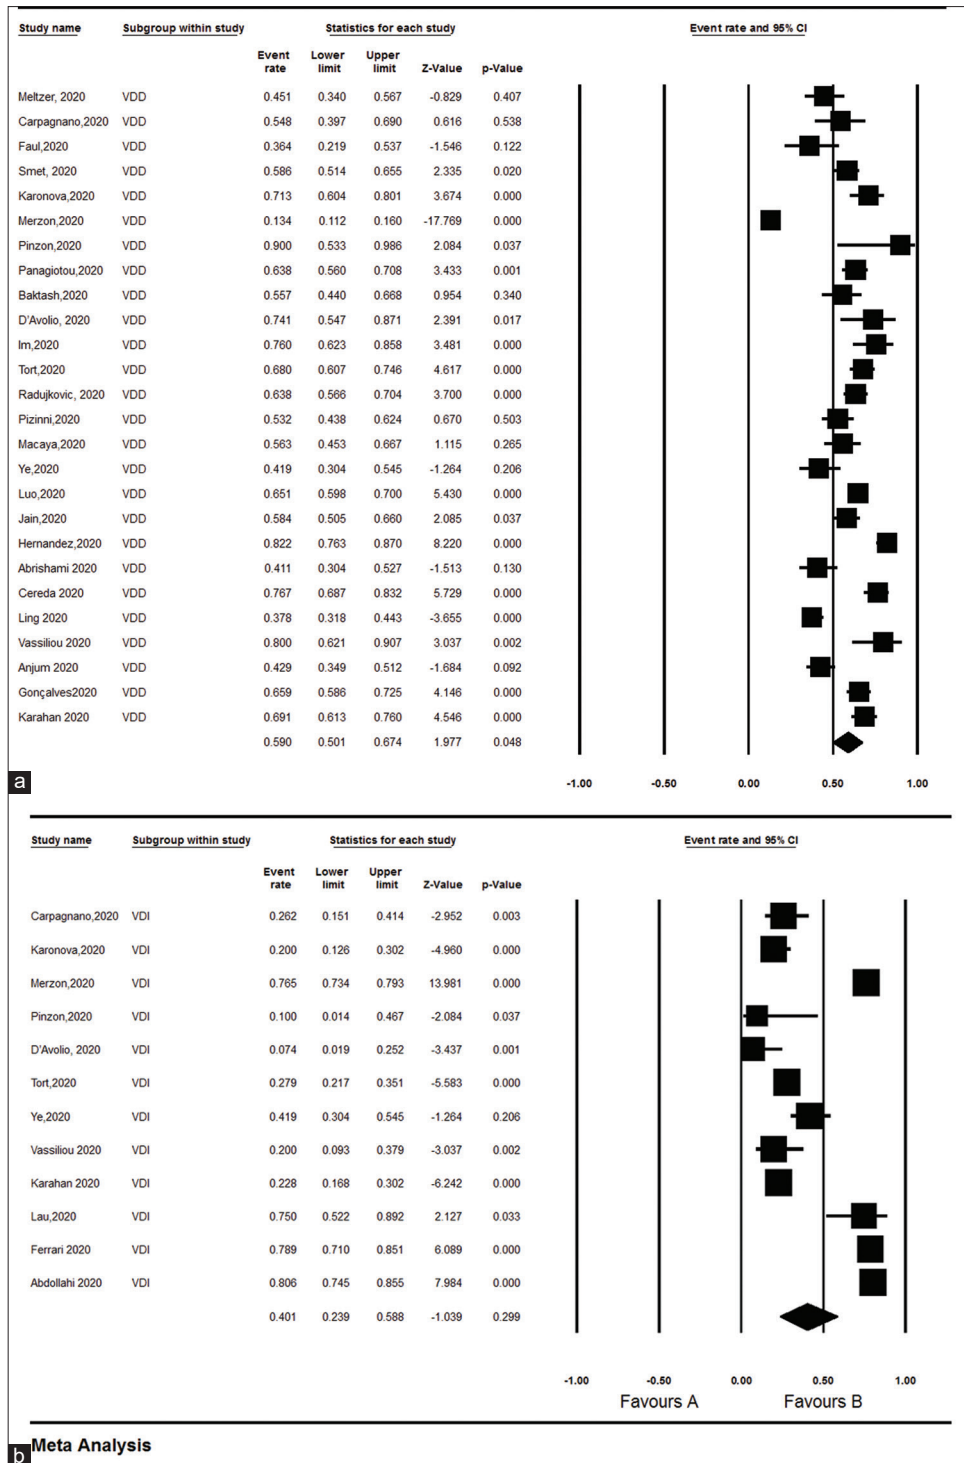 Study name Subgroup within study Statistics for each study Event rate and 95% CI
Event rate Lower limit Upper limit Z-Value p-Value
Meltzer, 2020 VDD 0.451 0.340 0.567 -0.829 0.407
Carpagnano,2020 VDD 0.548 0.397 0.690 0.616 0.538
Faul,2020 VDD 0.364 0.219 0.537 -1.546 0.122
Smet, 2020 VDD 0.586 0.514 0.655 2.335 0.020
Karonova,2020 VDD 0.713 0.604 0.801 3.674 0.000
Merzon,2020 VDD 0.134 0.112 0.160 -17.769 0.000
Pinzon,2020 VDD 0.900 0.533 0.986 2.084 0.037
Panagiotou,2020 VDD 0.638 0.560 0.708 3.433 0.001
Baktash,2020 VDD 0.557 0.440 0.668 0.954 0.340
D'Avolio, 2020 VDD 0.741 0.547 0.871 2.391 0.017
Im,2020 VDD 0.760 0.623 0.858 3.481 0.000
Tort,2020 VDD 0.680 0.607 0.746 4.617 0.000
Radujkovic, 2020 VDD 0.638 0.566 0.704 3.700 0.000
Pizinni,2020 VDD 0.532 0.438 0.624 0.670 0.503
Macaya,2020 VDD 0.563 0.453 0.667 1.115 0.265
Ye,2020 VDD 0.419 0.304 0.545 -1.264 0.206
Luo,2020 VDD 0.651 0.598 0.700 5.430 0.000
Jain,2020 VDD 0.584 0.505 0.660 2.085 0.037
Hernandez,2020 VDD 0.822 0.763 0.870 8.220 0.000
Abrishami 2020 VDD 0.411 0.304 0.527 -1.513 0.130
Cereda 2020 VDD 0.767 0.687 0.832 5.729 0.000
Ling 2020 VDD 0.378 0.318 0.443 -3.655 0.000
Vassiliou 2020 VDD 0.800 0.621 0.907 3.037 0.002
Anjum 2020 VDD 0.429 0.349 0.512 -1.684 0.092
Gonçalves2020 VDD 0.659 0.586 0.725 4.146 0.000
Karahan 2020 VDD 0.691 0.613 0.760 4.546 0.000
0.590 0.501 0.674 1.977 0.048
-1.00 -0.50 0.00 0.50 1.00
a
Study name Subgroup within study Statistics for each study Event rate and 95% CI
Event rate Lower limit Upper limit Z-Value p-Value
Carpagnano,2020 VDI 0.262 0.151 0.414 -2.952 0.003
Karonova,2020 VDI 0.200 0.126 0.302 -4.960 0.000
Merzon,2020 VDI 0.765 0.734 0.793 13.981 0.000
Pinzon,2020 VDI 0.100 0.014 0.467 -2.084 0.037
D'Avolio, 2020 VDI 0.074 0.019 0.252 -3.437 0.001
Tort,2020 VDI 0.279 0.217 0.351 -5.583 0.000
Ye,2020 VDI 0.419 0.304 0.545 -1.264 0.206
Vassiliou 2020 VDI 0.200 0.093 0.379 -3.037 0.002
Karahan 2020 VDI 0.228 0.168 0.302 -6.242 0.000
Lau,2020 VDI 0.750 0.522 0.892 2.127 0.033
Ferrari 2020 VDI 0.789 0.710 0.851 6.089 0.000
Abdollahi 2020 VDI 0.806 0.745 0.855 7.984 0.000
0.401 0.239 0.588 -1.039 0.299
-1.00 -0.50 0.00 0.50 1.00
Favours A Favours B
b Meta Analysis